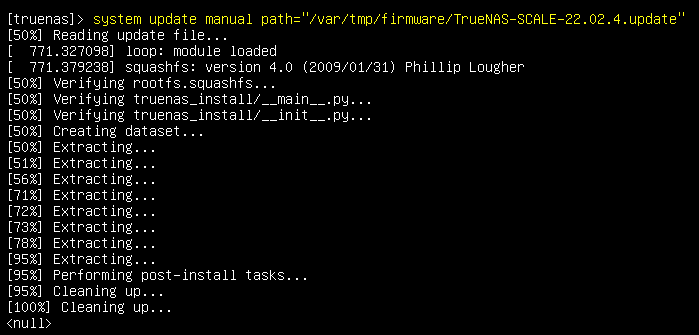 [truenas]> system update manual path="/var/tmp/firmware/TrueNAS-SCALE-22.02.4.update"
[50%] Reading update file...
[  771.327098] loop: module loaded
[  771.379238] squashfs: version 4.0 (2009/01/31) Phillip Lougher
[50%] Verifying rootfs.squashfs...
[50%] Verifying truenas_install/__main__.py...
[50%] Verifying truenas_install/__init__.py...
[50%] Creating dataset...
[50%] Extracting...
[51%] Extracting...
[56%] Extracting...
[71%] Extracting...
[72%] Extracting...
[73%] Extracting...
[78%] Extracting...
[95%] Extracting...
[95%] Performing post-install tasks...
[95%] Cleaning up...
[100%] Cleaning up...
<null>